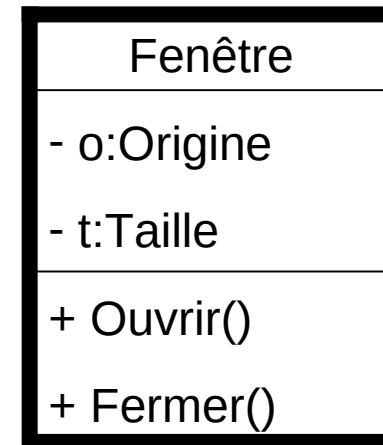 Fenêtre
- o:Origine
- t:Taille
+ Ouvrir()
+ Fermer()